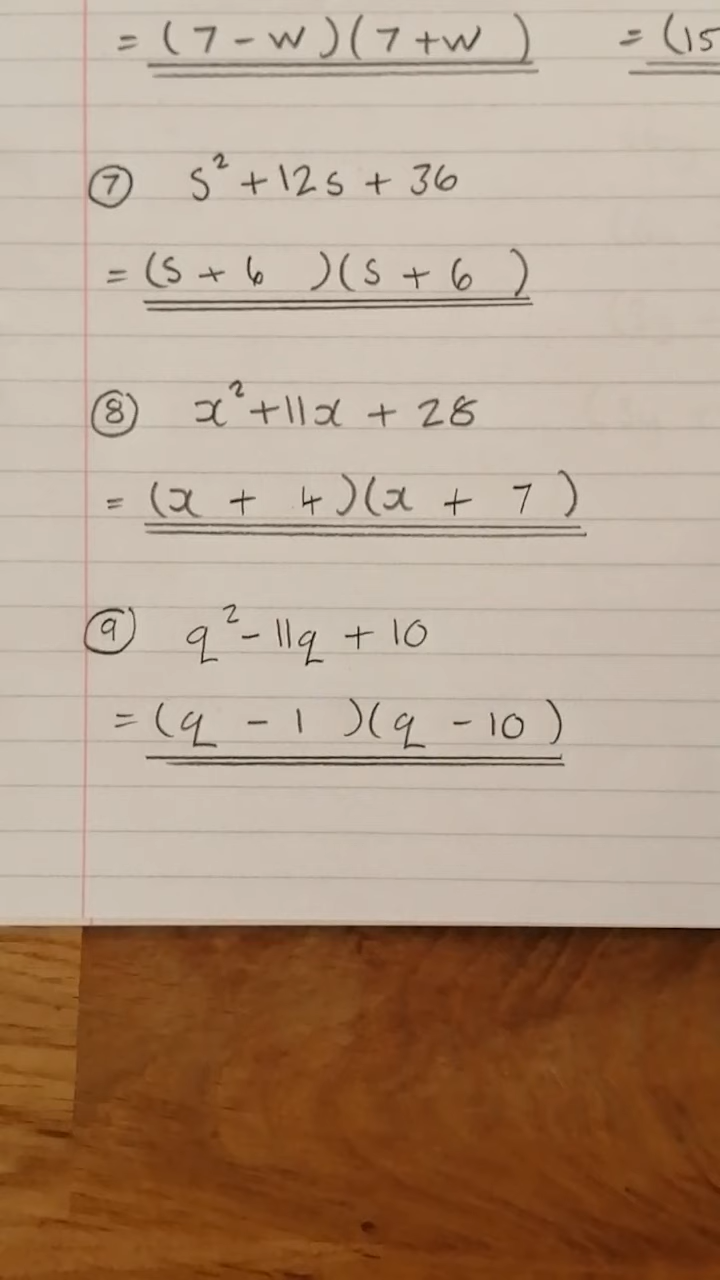 = (7 - w)(7 + w)
= (15
⑦ s² + 12s + 36
= (s + 6 )(s + 6 )
⑧ x² + 11x + 28
= (x + 4)(x + 7)
⑨ q² - 11q + 10
= (q - 1 )(q - 10)